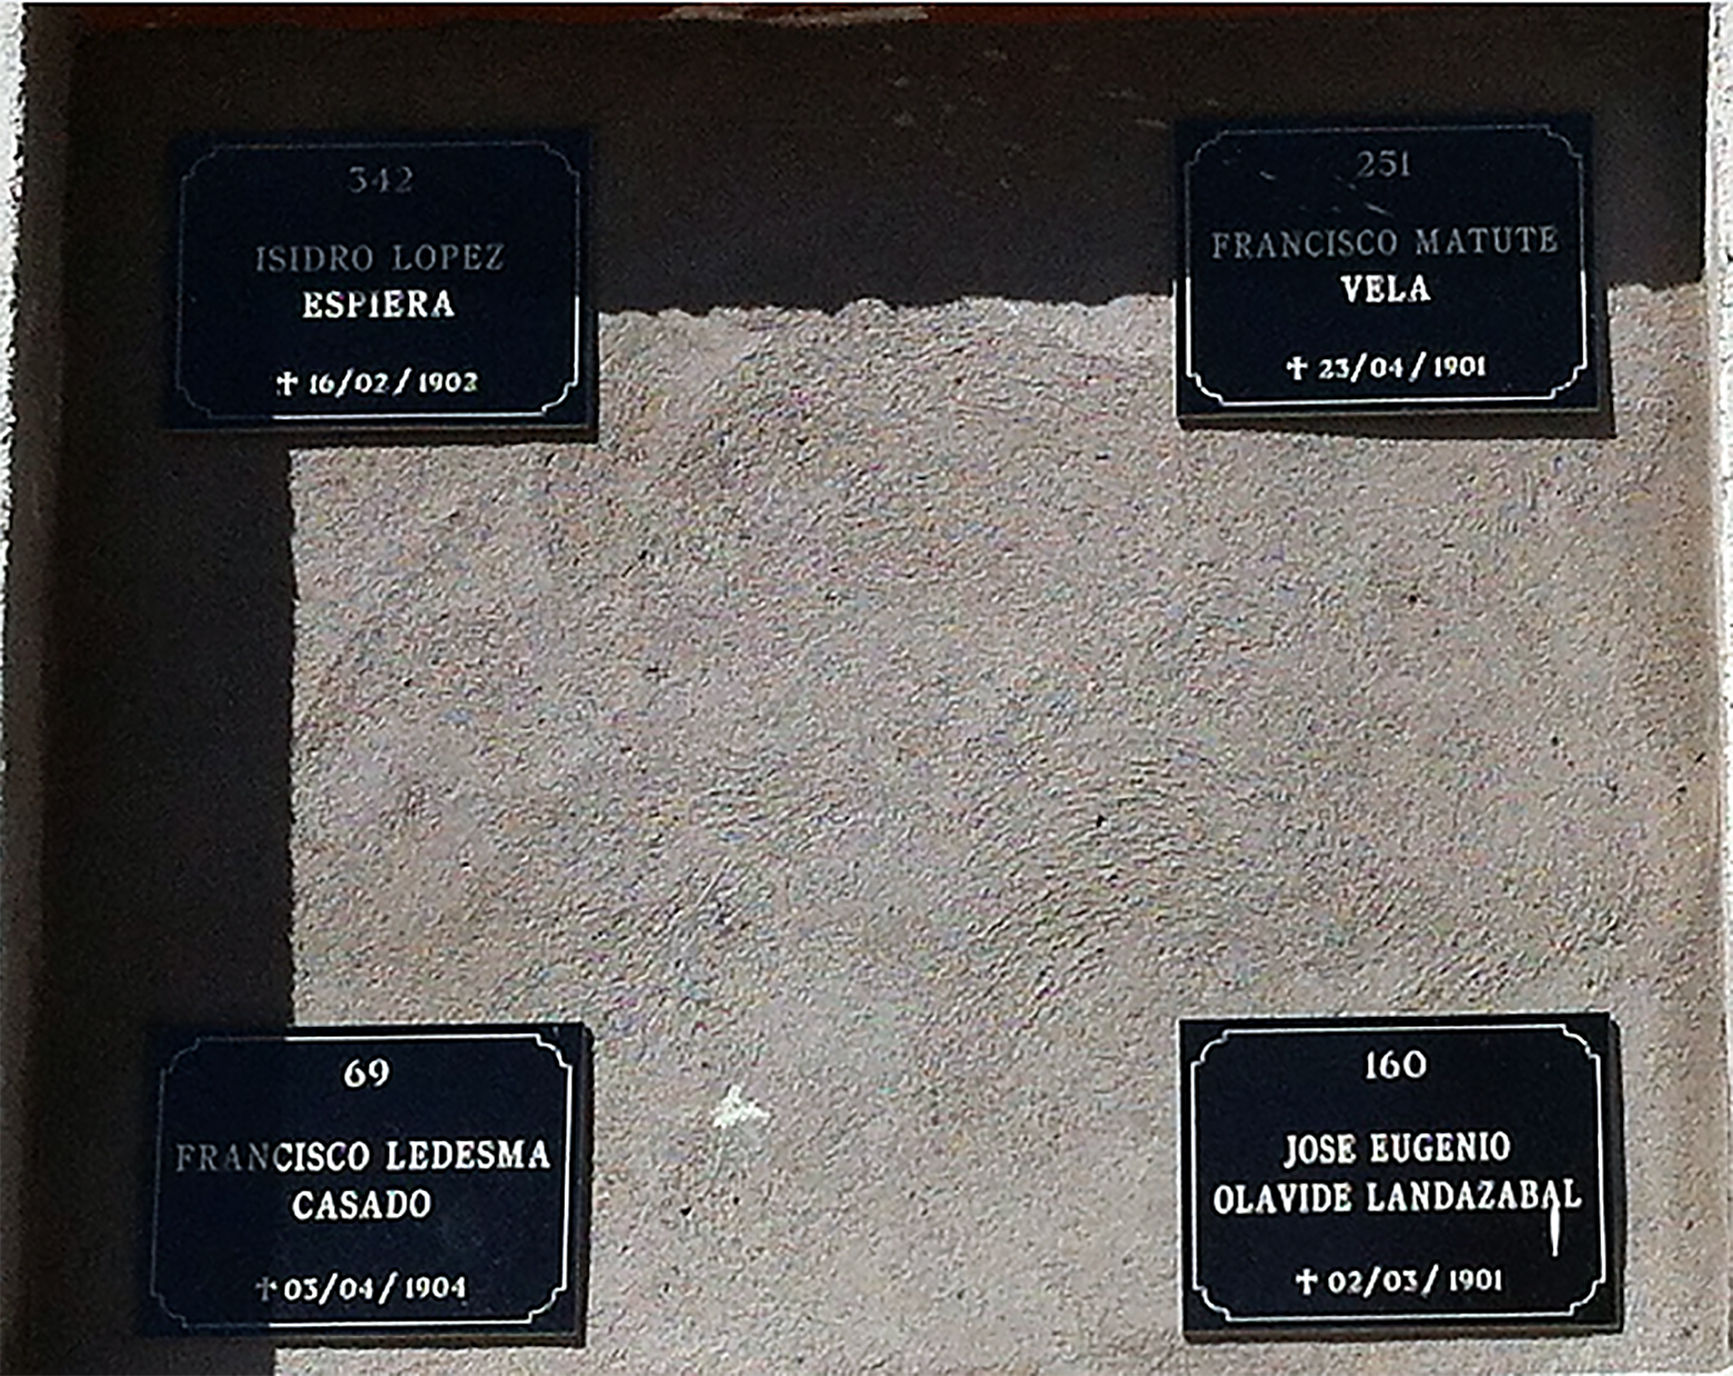 342
ISIDRO LOPEZ
ESPIERA
✝ 16/02/1902
251
FRANCISCO MATUTE
VELA
✝ 23/04/1901
69
FRANCISCO LEDESMA
CASADO
✝ 03/04/1904
160
JOSE EUGENIO
OLAVIDE LANDAZABAL
✝ 02/03/1901